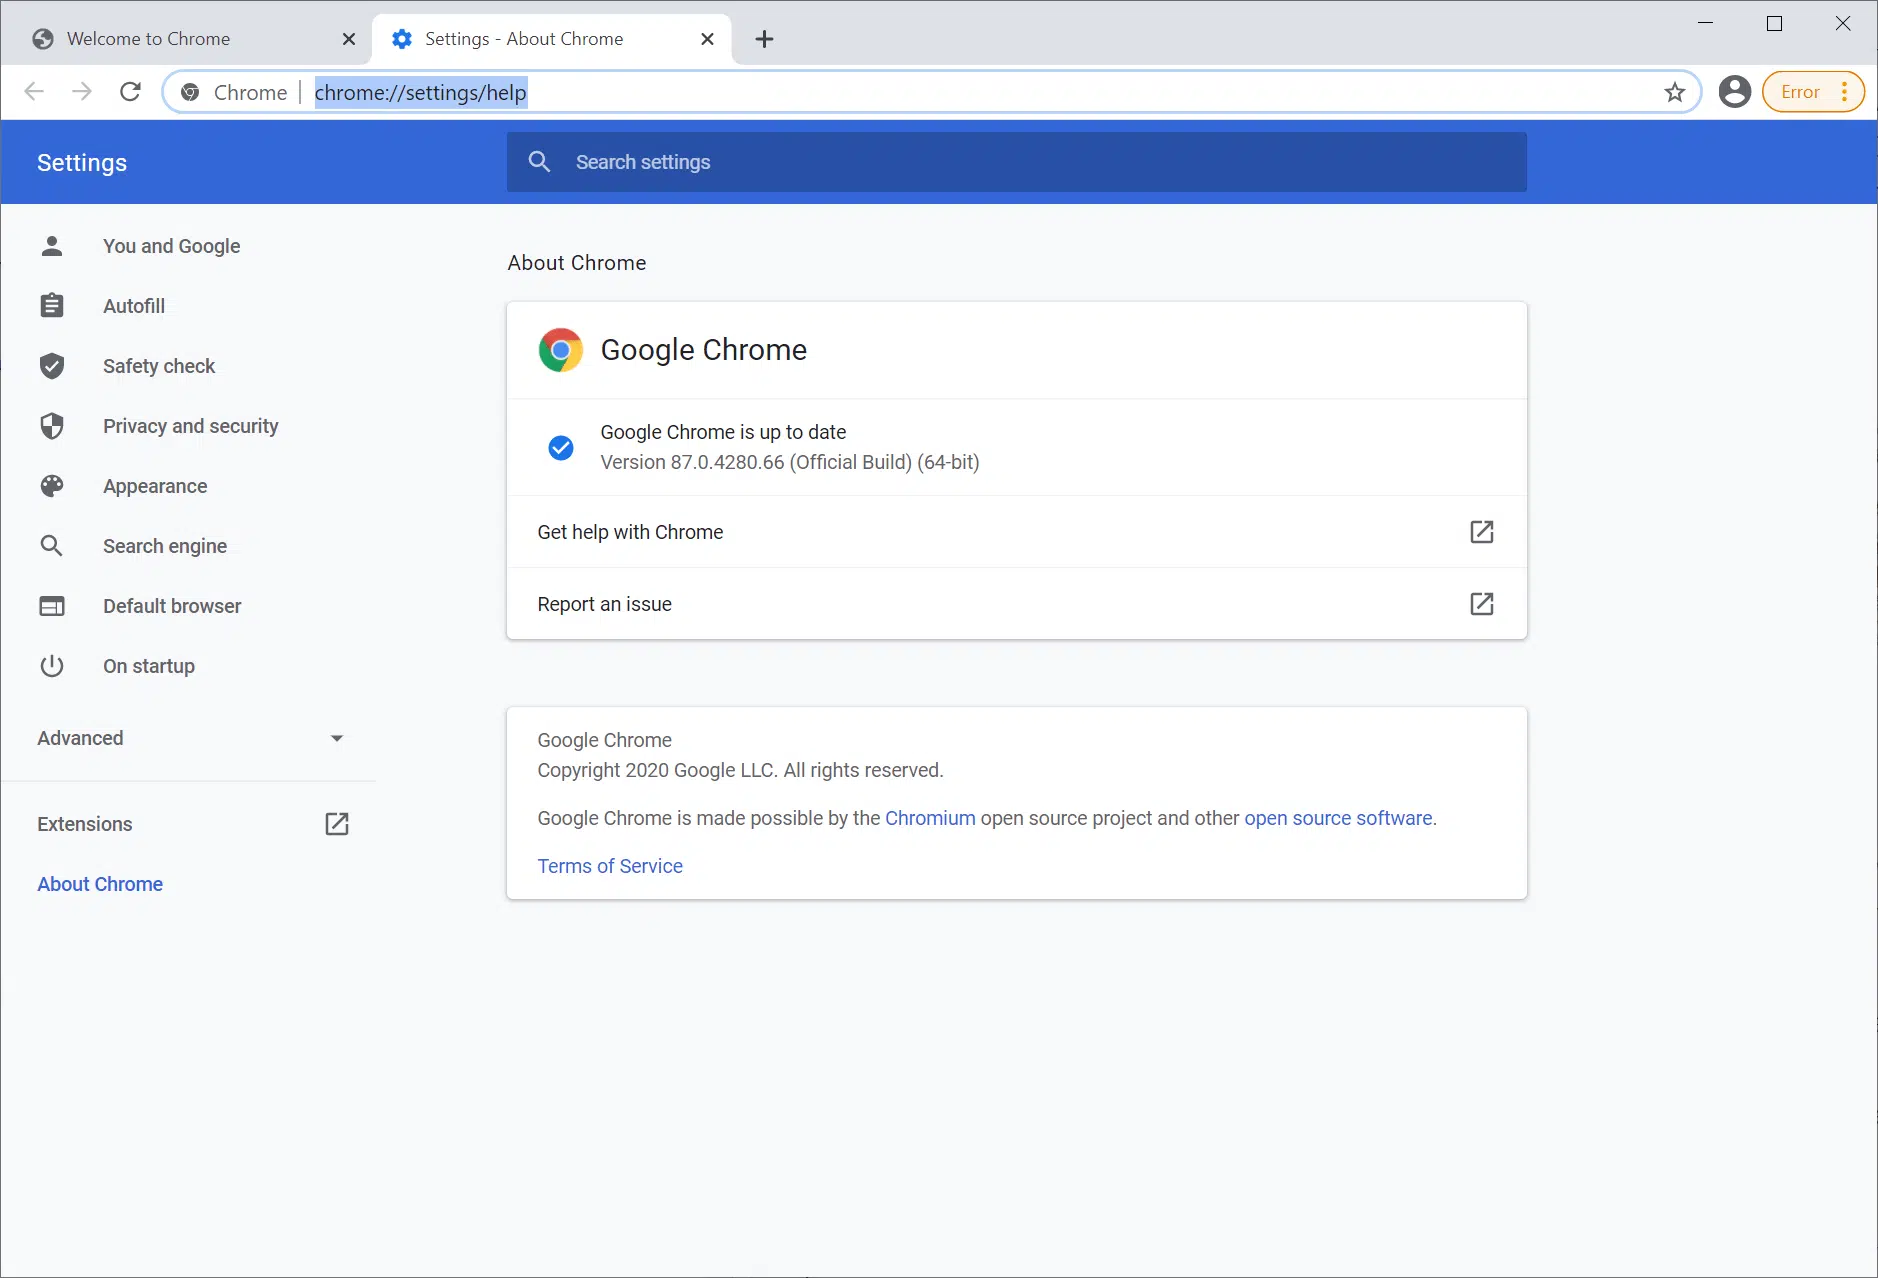 Welcome to Chrome
Settings - About Chrome
Chrome
chrome://settings/help
Error
Settings
Search settings
You and Google
Autofill
Safety check
Privacy and security
Appearance
Search engine
Default browser
On startup
Advanced
Extensions
About Chrome
About Chrome
Google Chrome
Google Chrome is up to date
Version 87.0.4280.66 (Official Build) (64-bit)
Get help with Chrome
Report an issue
Google Chrome
Copyright 2020 Google LLC. All rights reserved.
Google Chrome is made possible by the Chromium open source project and other open source software.
Terms of Service